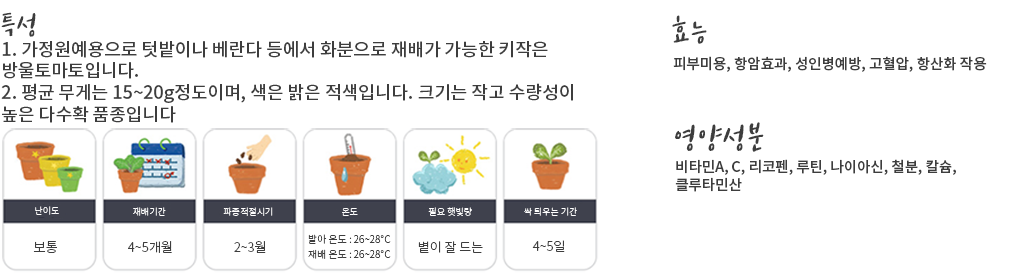 특성
1. 가정원예용으로 텃밭이나 베란다 등에서 화분으로 재배가 가능한 키작은
방울토마토입니다.
2. 평균 무게는 15~20g정도이며, 색은 밝은 적색입니다. 크기는 작고 수량성이
높은 다수확 품종입니다
난이도
보통
재배기간
4~5개월
파종적절시기
2~3월
온도
발아 온도 : 26~28°C
재배 온도 : 26~28°C
필요 햇빛량
볕이 잘 드는
싹 틔우는 기간
4~5일
효능
피부미용, 항암효과, 성인병예방, 고혈압, 항산화 작용
영양성분
비타민A, C, 리코펜, 루틴, 나이아신, 철분, 칼슘,
클루타민산